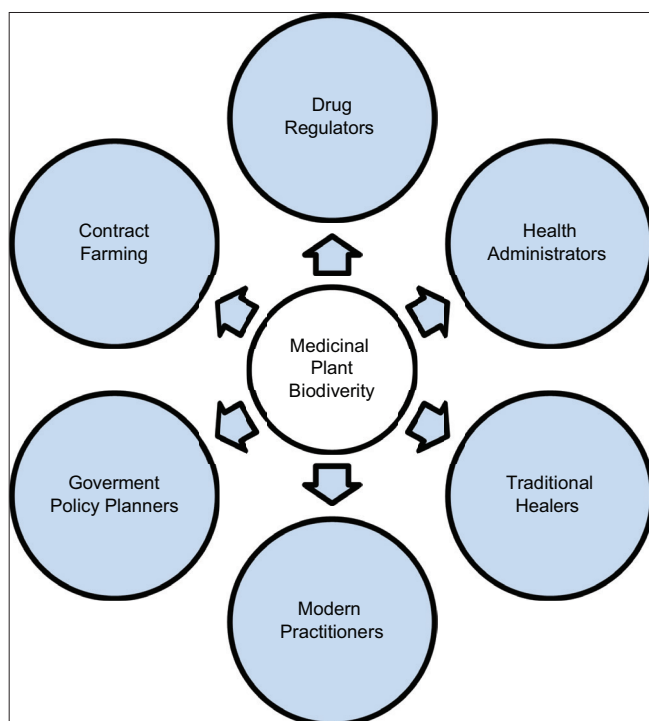 Drug
Regulators
Contract
Farming
Health
Administrators
Medicinal
Plant
Biodiverity
Goverment
Policy Planners
Traditional
Healers
Modern
Practitioners